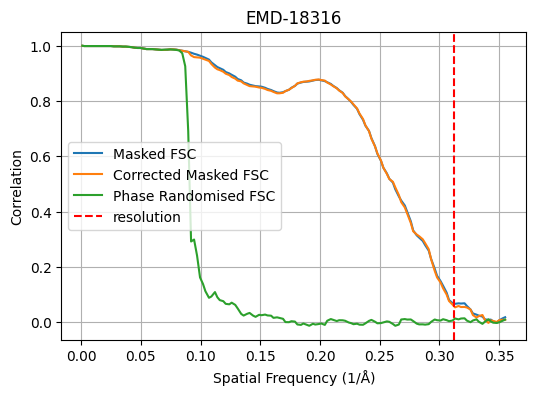 EMD-18316
1.0
0.8
0.6
0.4
0.2
0.0
Correlation
Masked FSC
Corrected Masked FSC
Phase Randomised FSC
resolution
0.00 0.05 0.10 0.15 0.20 0.25 0.30 0.35
Spatial Frequency (1/Å)